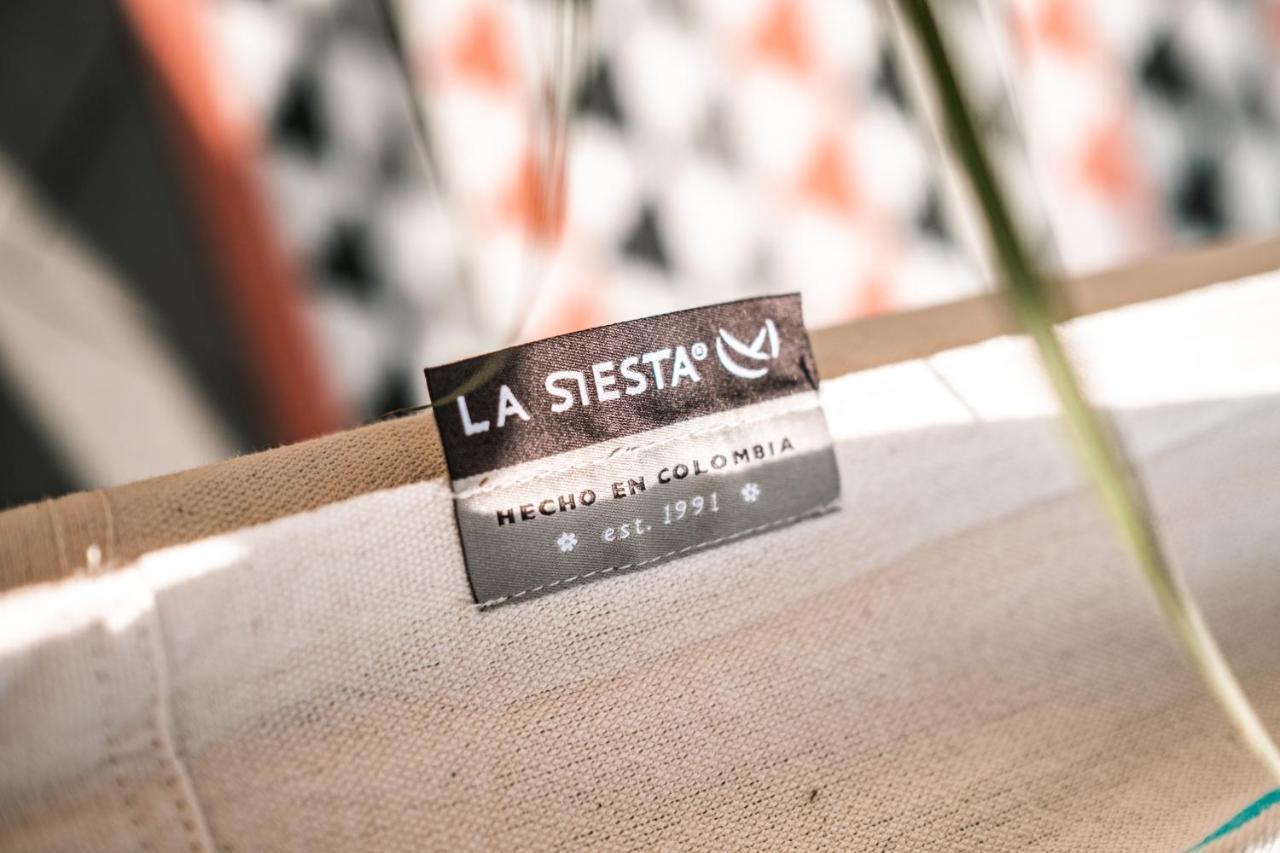 LA SIESTA®
HECHO EN COLOMBIA
est. 1991